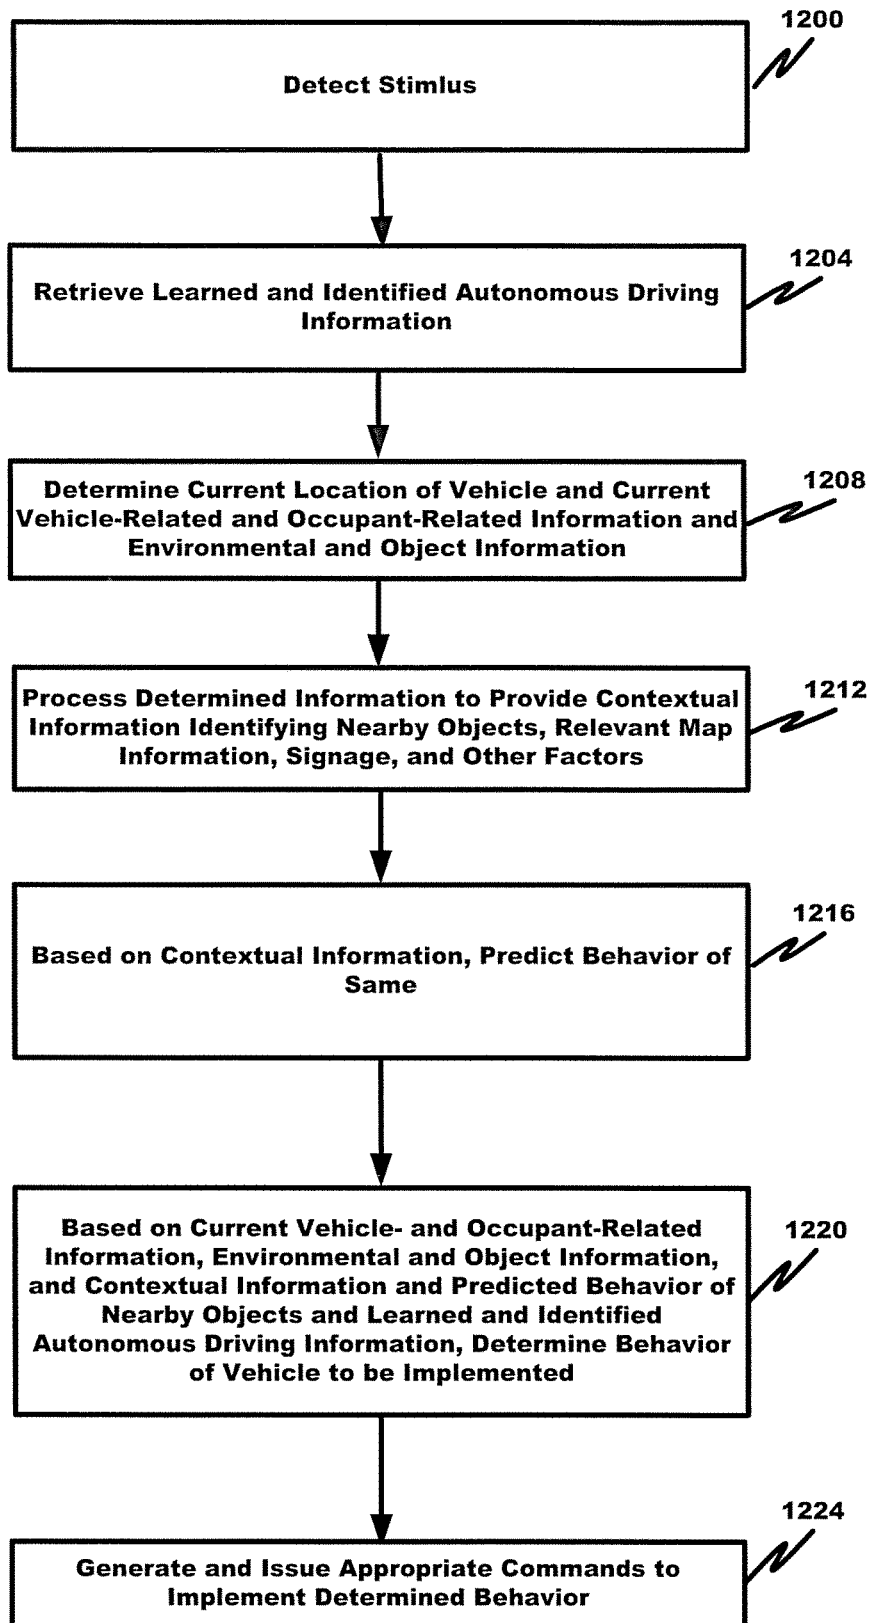 1200
Detect Stimlus
1204
Retrieve Learned and Identified Autonomous Driving
Information
1208
Determine Current Location of Vehicle and Current
Vehicle-Related and Occupant-Related Information and
Environmental and Object Information
1212
Process Determined Information to Provide Contextual
Information Identifying Nearby Objects, Relevant Map
Information, Signage, and Other Factors
1216
Based on Contextual Information, Predict Behavior of
Same
1220
Based on Current Vehicle- and Occupant-Related
Information, Environmental and Object Information,
and Contextual Information and Predicted Behavior of
Nearby Objects and Learned and Identified
Autonomous Driving Information, Determine Behavior
of Vehicle to be Implemented
1224
Generate and Issue Appropriate Commands to
Implement Determined Behavior